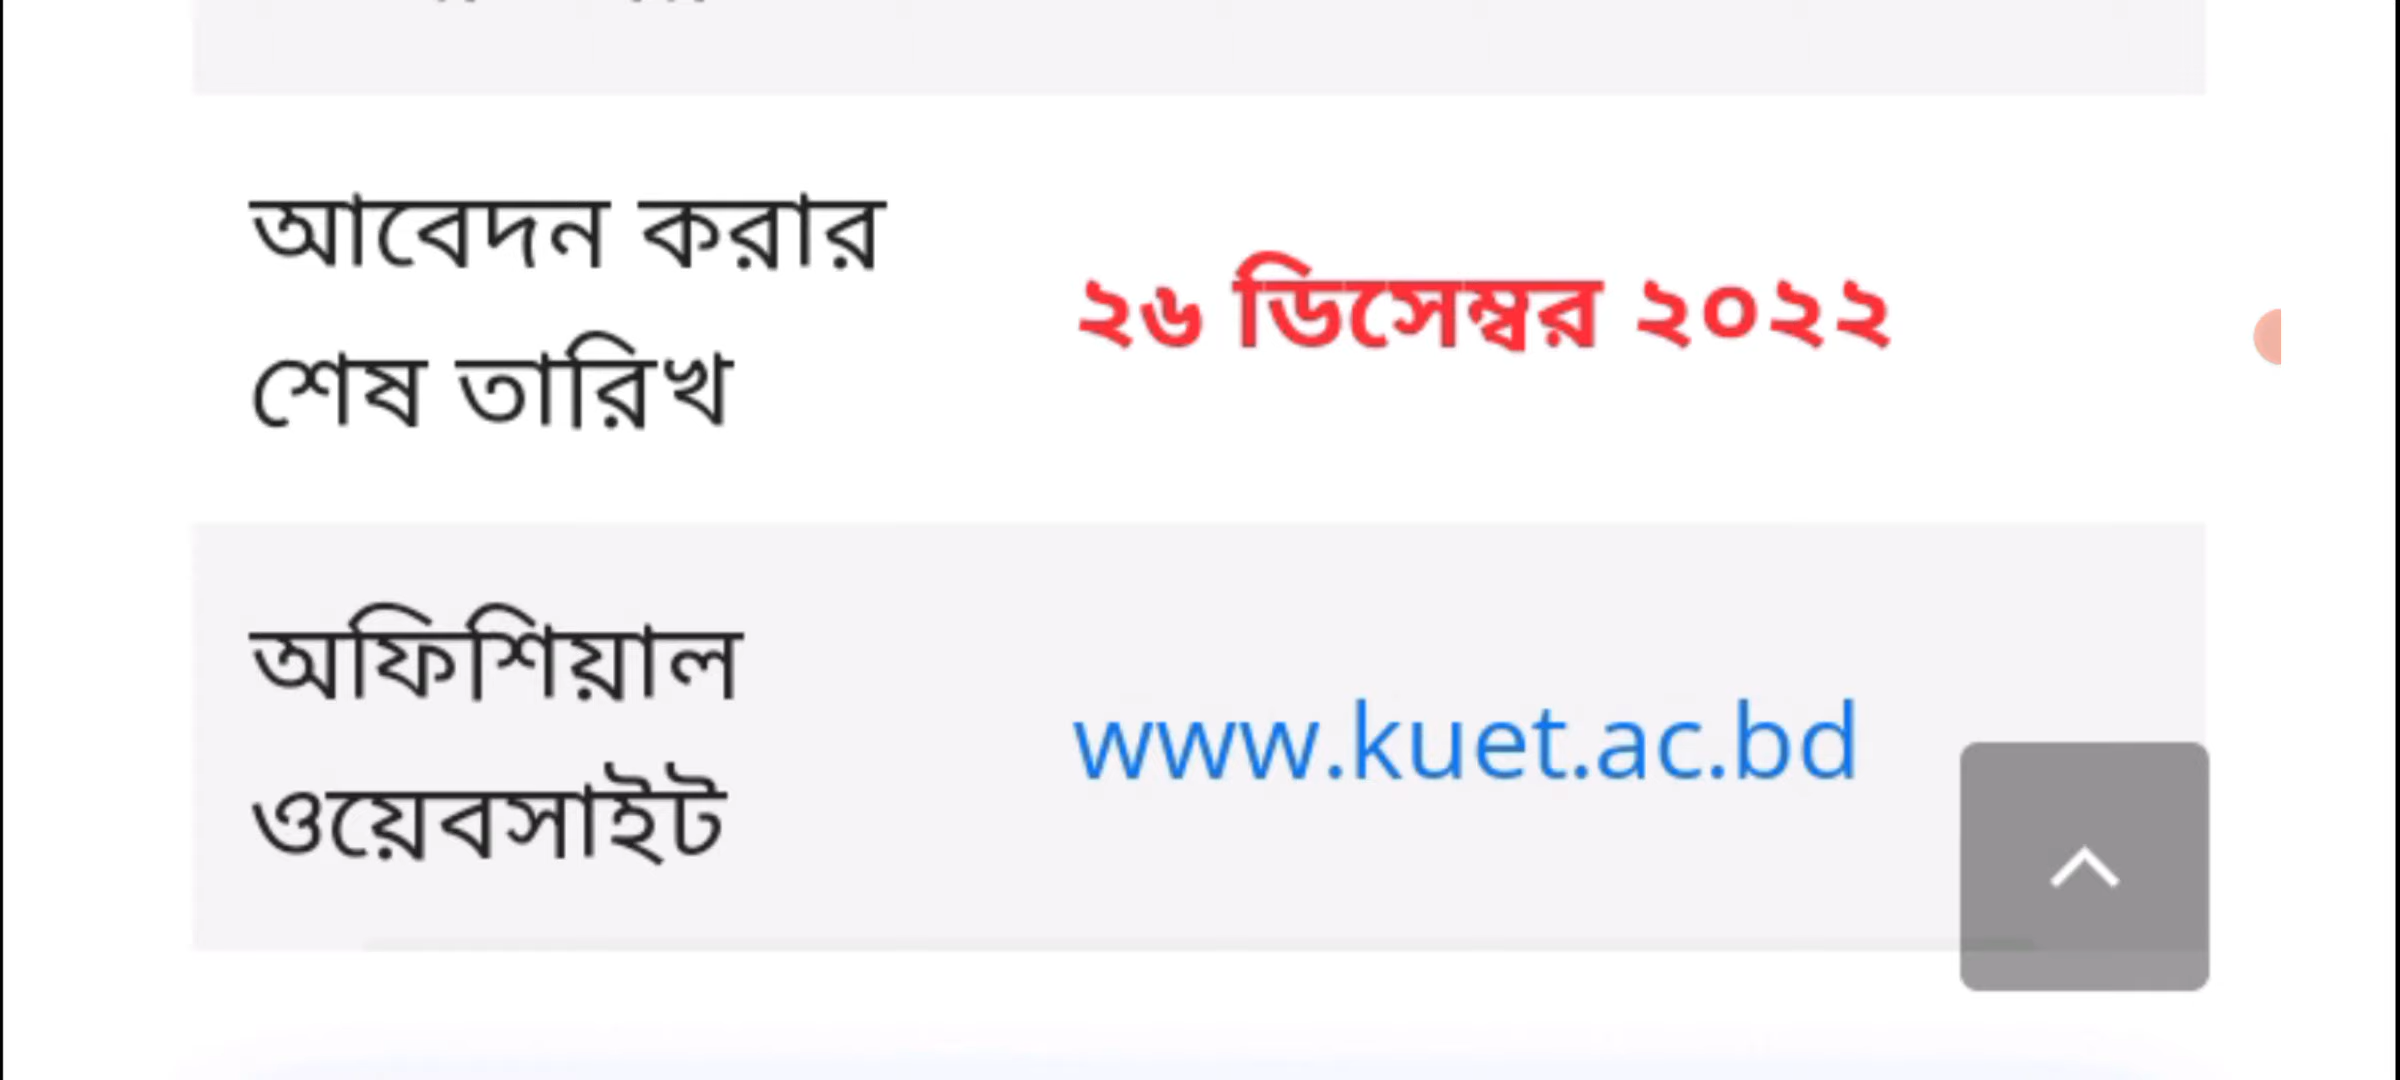 আবেদন করার
শেষ তারিখ
২৬ ডিসেম্বর ২০২২
অফিশিয়াল
ওয়েবসাইট
www.kuet.ac.bd